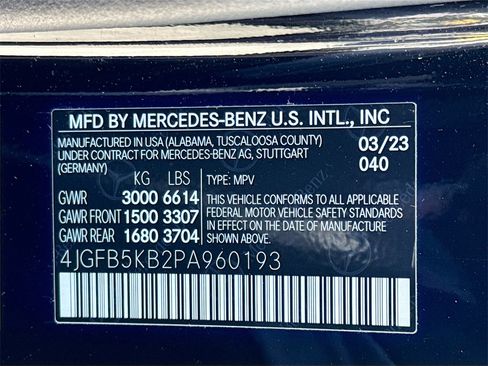 MFD BY MERCEDES-BENZ U.S. INTL., INC
MANUFACTURED IN USA (ALABAMA, TUSCALOOSA COUNTY) 03/23
UNDER CONTRACT FOR MERCEDES-BENZ AG, STUTTGART 040
(GERMANY)
KG LBS TYPE: MPV
GVWR 3000 6614
GAWR FRONT 1500 3307
GAWR REAR 1680 3704
THIS VEHICLE CONFORMS TO ALL APPLICABLE
FEDERAL MOTOR VEHICLE SAFETY STANDARDS
IN EFFECT ON THE DATE OF MANUFACTURE
SHOWN ABOVE.
4JGFB5KB2PA960193